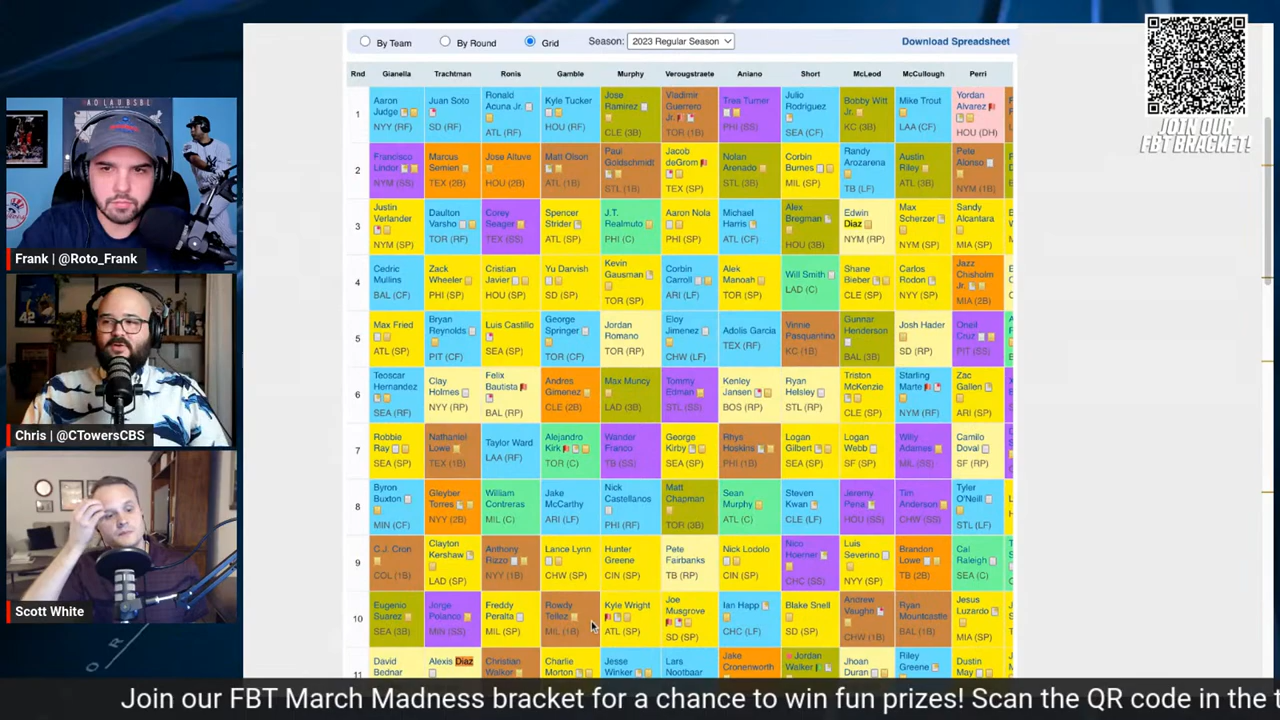 By Team
By Round
Grid
Season: 2023 Regular Season
Download Spreadsheet
JOIN OUR
FBT BRACKET!
Rnd Gianella Trachtman Ronis Gamble Murphy Verougstraete Aniano Short McLeod McCullough Perri
1
Aaron Judge NYY (RF)
Juan Soto SD (RF)
Ronald Acuna Jr. ATL (RF)
Kyle Tucker HOU (RF)
Jose Ramirez CLE (3B)
Vladimir Guerrero Jr. TOR (1B)
Trea Turner PHI (SS)
Julio Rodriguez SEA (CF)
Bobby Witt Jr. KC (3B)
Mike Trout LAA (CF)
Yordan Alvarez HOU (DH)
2
Francisco Lindor NYM (SS)
Marcus Semien TEX (2B)
Jose Altuve HOU (2B)
Matt Olson ATL (1B)
Paul Goldschmidt STL (1B)
Jacob deGrom TEX (SP)
Nolan Arenado STL (3B)
Corbin Burnes MIL (SP)
Randy Arozarena TB (LF)
Austin Riley ATL (3B)
Pete Alonso NYM (1B)
3
Justin Verlander NYM (SP)
Daulton Varsho TOR (RF)
Corey Seager TEX (SS)
Spencer Strider ATL (SP)
J.T. Realmuto PHI (C)
Aaron Nola PHI (SP)
Michael Harris ATL (CF)
Alex Bregman HOU (3B)
Edwin Diaz NYM (RP)
Max Scherzer NYM (SP)
Sandy Alcantara MIA (SP)
4
Cedric Mullins BAL (CF)
Zack Wheeler PHI (SP)
Cristian Javier HOU (SP)
Yu Darvish SD (SP)
Kevin Gausman TOR (SP)
Corbin Carroll ARI (LF)
Alek Manoah TOR (SP)
Will Smith LAD (C)
Shane Bieber CLE (SP)
Carlos Rodon NYY (SP)
Jazz Chisholm Jr. MIA (2B)
5
Max Fried ATL (SP)
Bryan Reynolds PIT (CF)
Luis Castillo SEA (SP)
George Springer TOR (CF)
Jordan Romano TOR (RP)
Eloy Jimenez CHW (LF)
Adolis Garcia TEX (RF)
Vinnie Pasquantino KC (1B)
Gunnar Henderson BAL (3B)
Josh Hader SD (RP)
Oneil Cruz PIT (SS)
6
Teoscar Hernandez SEA (RF)
Clay Holmes NYY (RP)
Felix Bautista BAL (RP)
Andres Gimenez CLE (2B)
Max Muncy LAD (3B)
Tommy Edman STL (SS)
Kenley Jansen BOS (RP)
Ryan Helsley STL (RP)
Triston McKenzie CLE (SP)
Starling Marte NYM (RF)
Zac Gallen ARI (SP)
7
Robbie Ray SEA (SP)
Nathaniel Lowe TEX (1B)
Taylor Ward LAA (RF)
Alejandro Kirk TOR (C)
Wander Franco TB (SS)
George Kirby SEA (SP)
Rhys Hoskins PHI (1B)
Logan Gilbert SEA (SP)
Logan Webb SF (SP)
Willy Adames MIL (SS)
Camilo Doval SF (RP)
8
Byron Buxton MIN (CF)
Gleyber Torres NYY (2B)
William Contreras MIL (C)
Jake McCarthy ARI (LF)
Nick Castellanos PHI (RF)
Matt Chapman TOR (3B)
Sean Murphy ATL (C)
Steven Kwan CLE (LF)
Jeremy Pena HOU (SS)
Tim Anderson CHW (SS)
Tyler O'Neill STL (LF)
9
C.J. Cron COL (1B)
Clayton Kershaw LAD (SP)
Anthony Rizzo NYY (1B)
Lance Lynn CHW (SP)
Hunter Greene CIN (SP)
Pete Fairbanks TB (RP)
Nick Lodolo CIN (SP)
Nico Hoerner CHC (SS)
Luis Severino NYY (SP)
Brandon Lowe TB (2B)
Cal Raleigh SEA (C)
10
Eugenio Suarez SEA (3B)
Jorge Polanco MIN (SS)
Freddy Peralta MIL (SP)
Rowdy Tellez MIL (1B)
Kyle Wright ATL (SP)
Joe Musgrove SD (SP)
Ian Happ CHC (LF)
Blake Snell SD (SP)
Andrew Vaughn CHW (1B)
Ryan Mountcastle BAL (1B)
Jesus Luzardo MIA (SP)
11
David Bednar
Alexis Diaz
Christian Walker
Charlie Morton
Jesse Winker
Lars Nootbaar
Jake Cronenworth
Jordan Walker
Jhoan Duran
Riley Greene
Dustin May
Frank | @Roto_Frank
Chris | @CTowersCBS
Scott White
Join our FBT March Madness bracket for a chance to win fun prizes! Scan the QR code in the